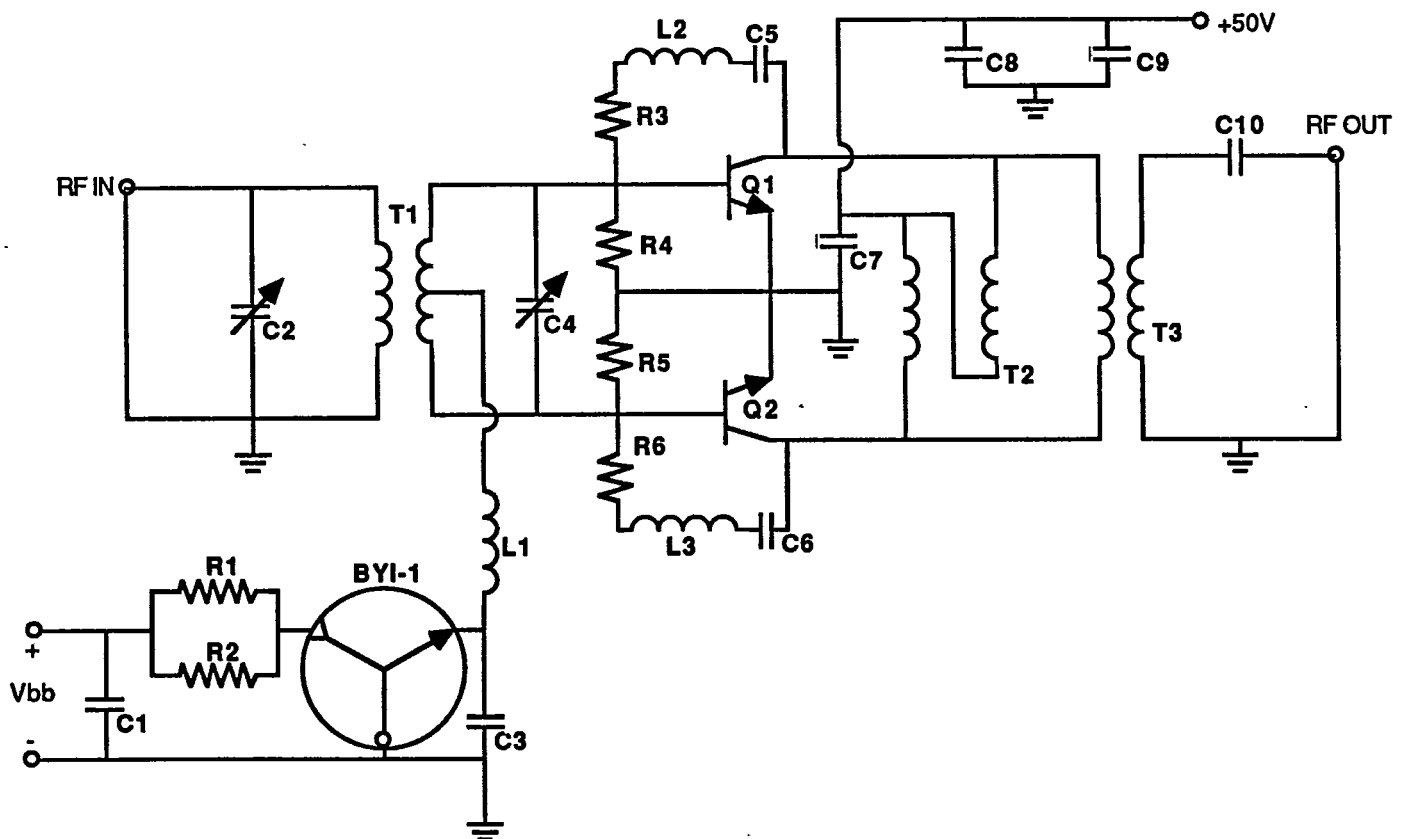 L2
C5
+50V
C8
C9
R3
C10
RF OUT
RF IN
T1
Q1
R4
C7
C2
C4
T3
R5
T2
Q2
R6
L3
C6
L1
R1
BYI-1
+
R2
Vbb
C1
-
C3